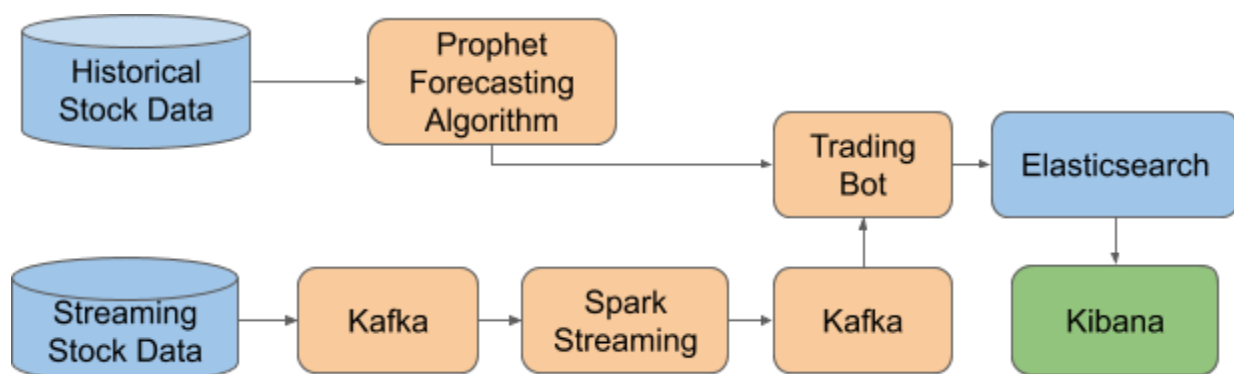 Historical
Stock Data
Prophet
Forecasting
Algorithm
Trading
Bot
Elasticsearch
Streaming
Stock Data
Kafka
Spark
Streaming
Kafka
Kibana